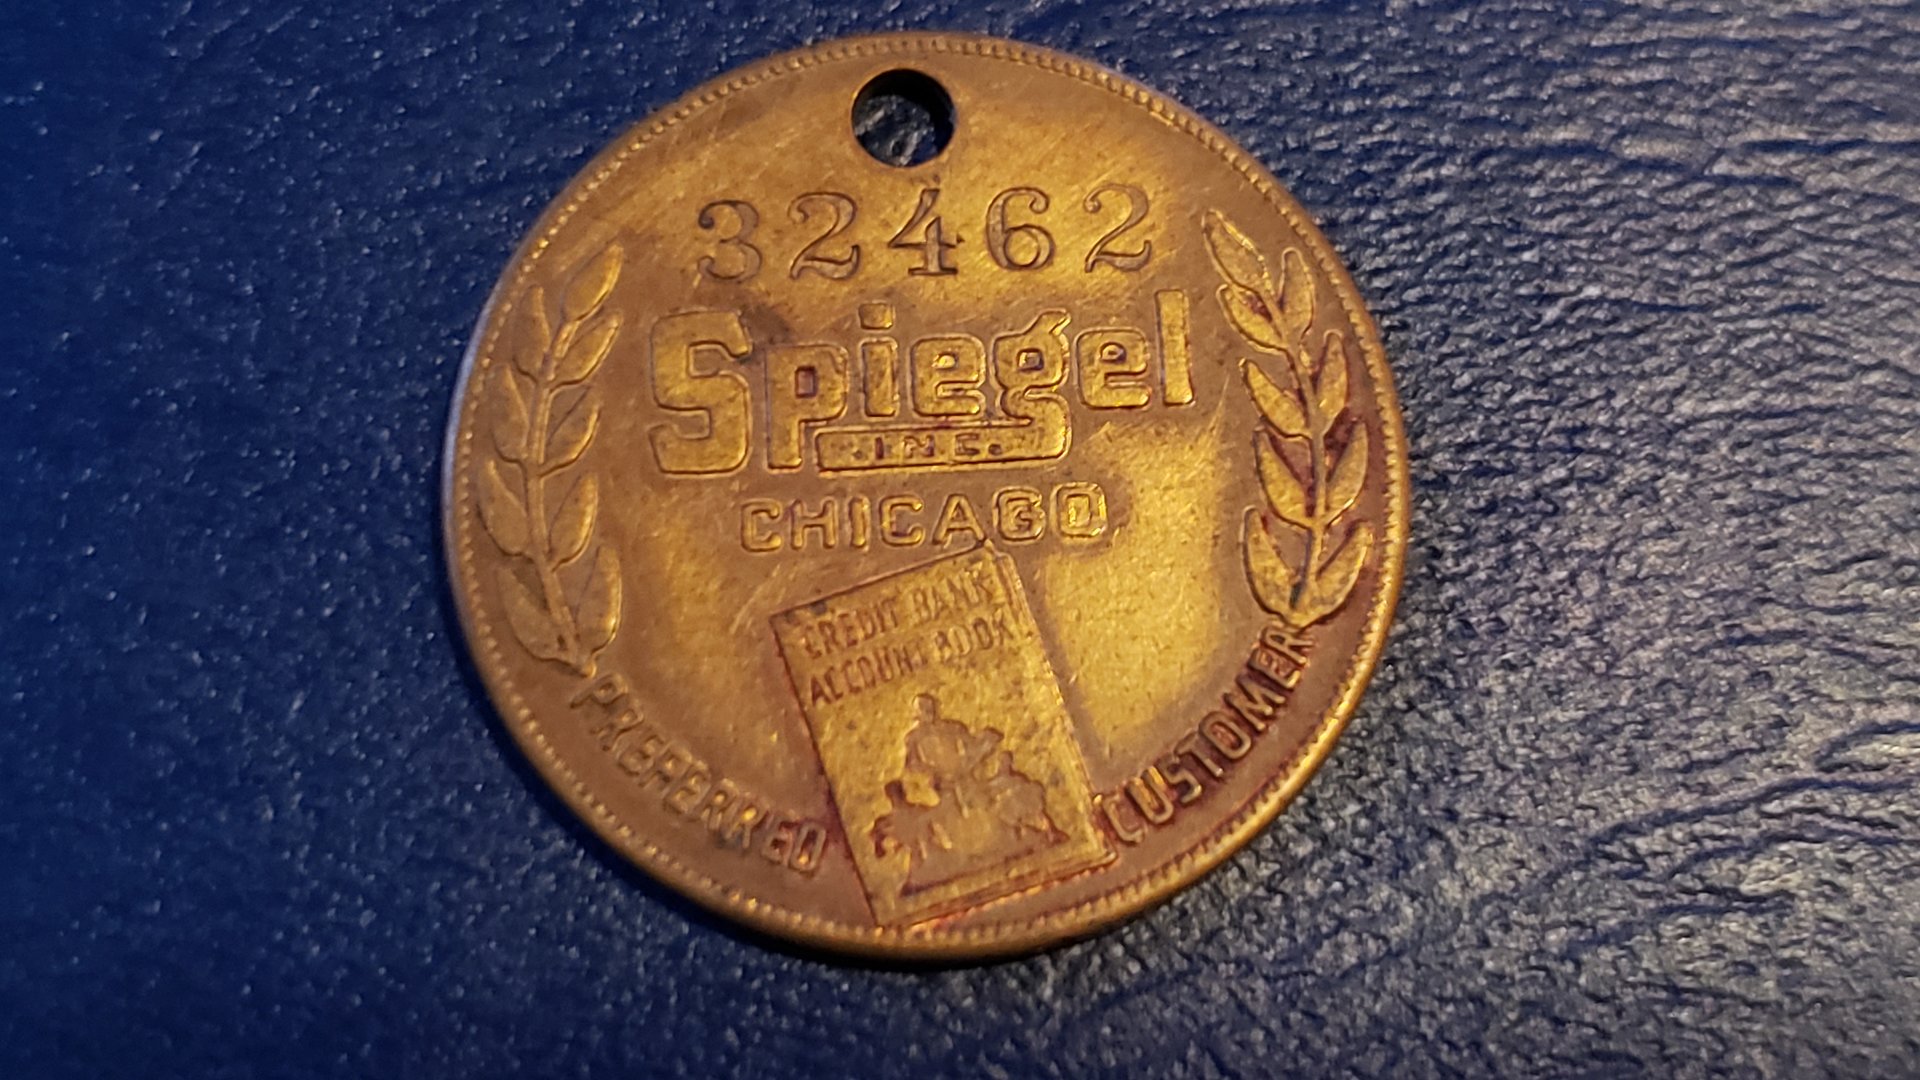 32462
Spiegel
INC.
CHICAGO
CREDIT BANK
ACCOUNT BOOK
PREFERRED CUSTOMER